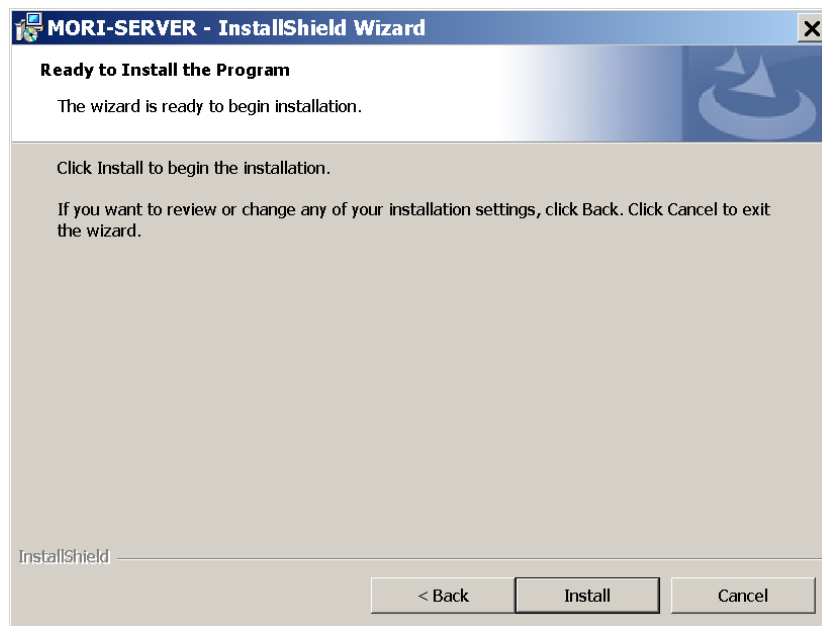 MORI-SERVER - InstallShield Wizard
Ready to Install the Program
The wizard is ready to begin installation.
Click Install to begin the installation.
If you want to review or change any of your installation settings, click Back. Click Cancel to exit
the wizard.
InstallShield
< Back Install Cancel